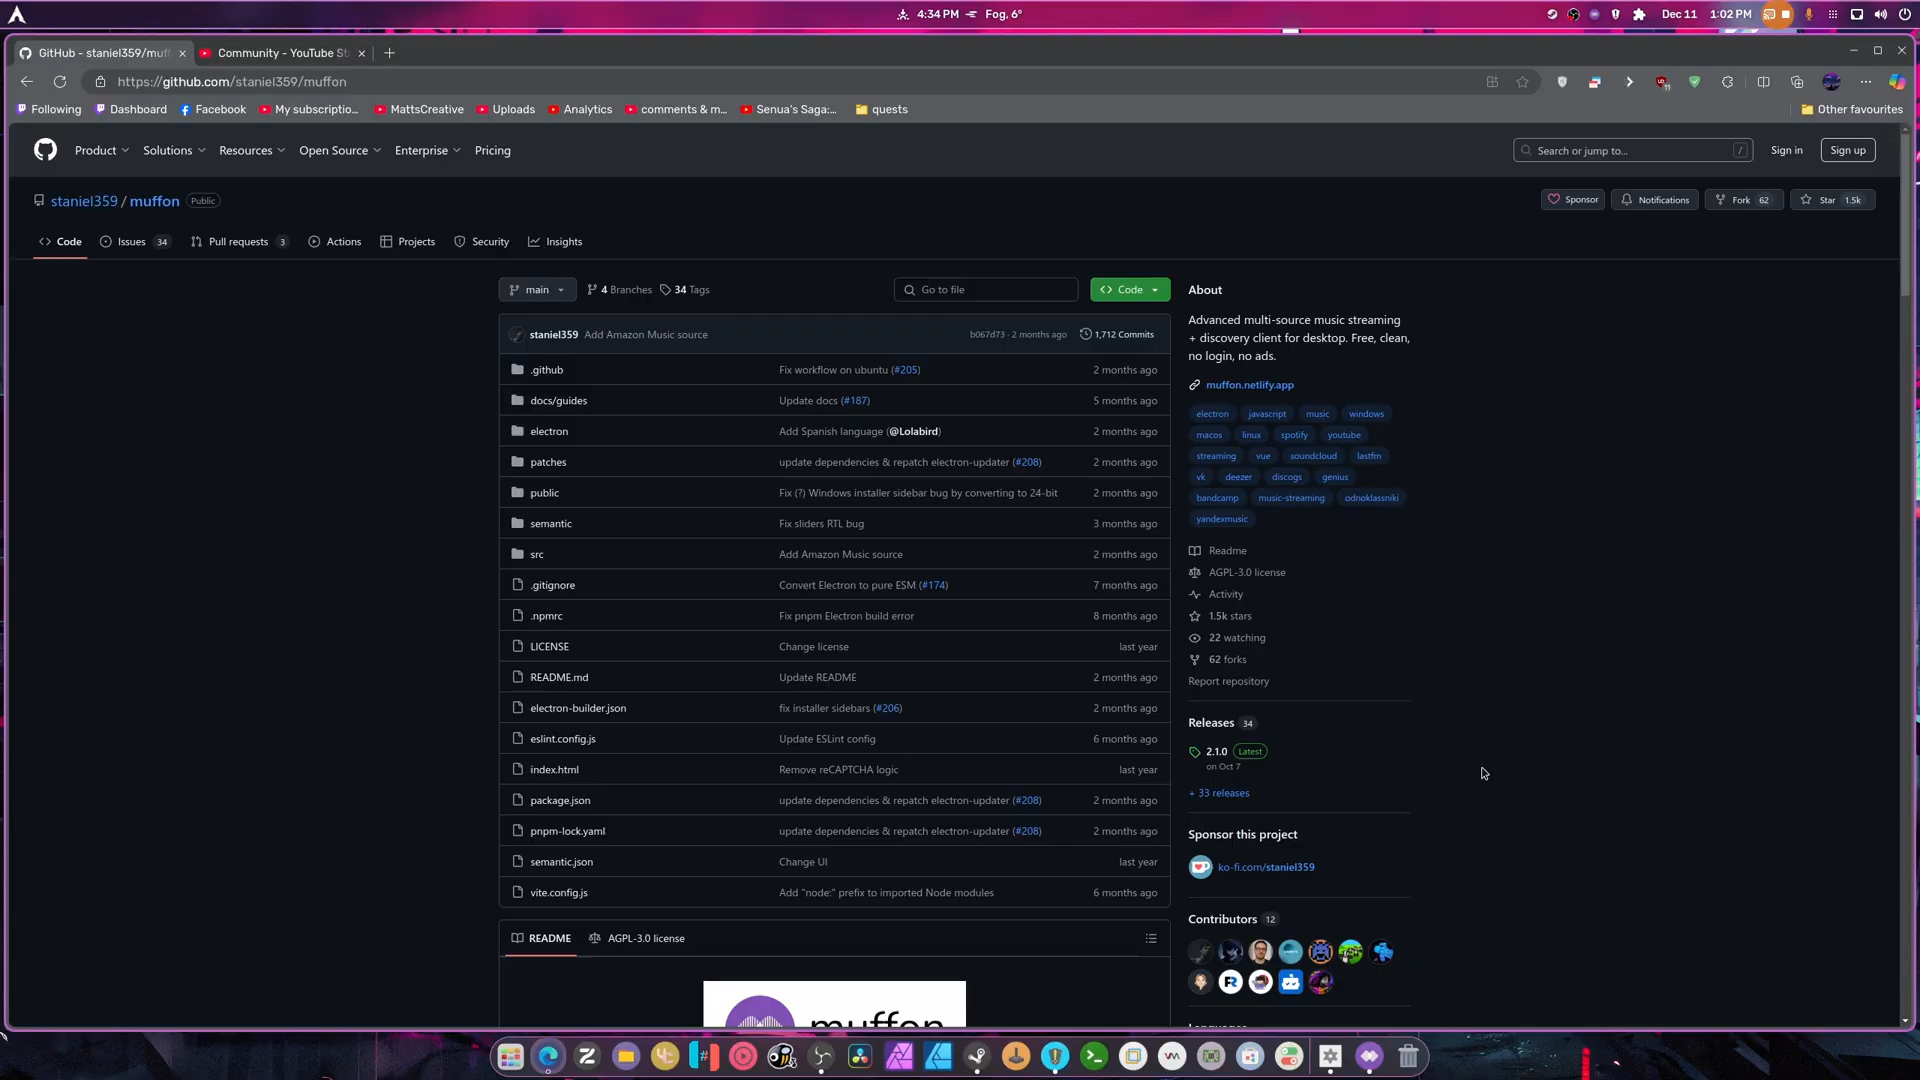 4:34 PM Fog, 6°
Dec 11 1:02 PM
GitHub - staniel359/muf
Community - YouTube St
https://github.com/staniel359/muffon
Following Dashboard Facebook My subscriptio... MattsCreative Uploads Analytics comments & m... Senua's Saga:... quests Other favourites
Product Solutions Resources Open Source Enterprise Pricing Search or jump to... / Sign in Sign up
staniel359 / muffon Public Sponsor Notifications Fork 62 Star 1.5k
Code Issues 34 Pull requests 3 Actions Projects Security Insights
main 4 Branches 34 Tags Go to file Code
staniel359 Add Amazon Music source b067d73 · 2 months ago 1,712 Commits
.github Fix workflow on ubuntu (#205) 2 months ago
docs/guides Update docs (#187) 5 months ago
electron Add Spanish language (@Lolabird) 2 months ago
patches update dependencies & repatch electron-updater (#208) 2 months ago
public Fix (?) Windows installer sidebar bug by converting to 24-bit 2 months ago
semantic Fix sliders RTL bug 3 months ago
src Add Amazon Music source 2 months ago
.gitignore Convert Electron to pure ESM (#174) 7 months ago
.npmrc Fix pnpm Electron build error 8 months ago
LICENSE Change license last year
README.md Update README 2 months ago
electron-builder.json fix installer sidebars (#206) 2 months ago
eslint.config.js Update ESLint config 6 months ago
index.html Remove reCAPTCHA logic last year
package.json update dependencies & repatch electron-updater (#208) 2 months ago
pnpm-lock.yaml update dependencies & repatch electron-updater (#208) 2 months ago
semantic.json Change UI last year
vite.config.js Add "node:" prefix to imported Node modules 6 months ago
README AGPL-3.0 license
muffon
About
Advanced multi-source music streaming
+ discovery client for desktop. Free, clean,
no login, no ads.
muffon.netlify.app
electron javascript music windows
macos linux spotify youtube
streaming vue soundcloud lastfm
vk deezer discogs genius
bandcamp music-streaming odnoklassniki
yandexmusic
Readme
AGPL-3.0 license
Activity
1.5k stars
22 watching
62 forks
Report repository
Releases 34
2.1.0 Latest
on Oct 7
+ 33 releases
Sponsor this project
ko-fi.com/staniel359
Contributors 12
Languages